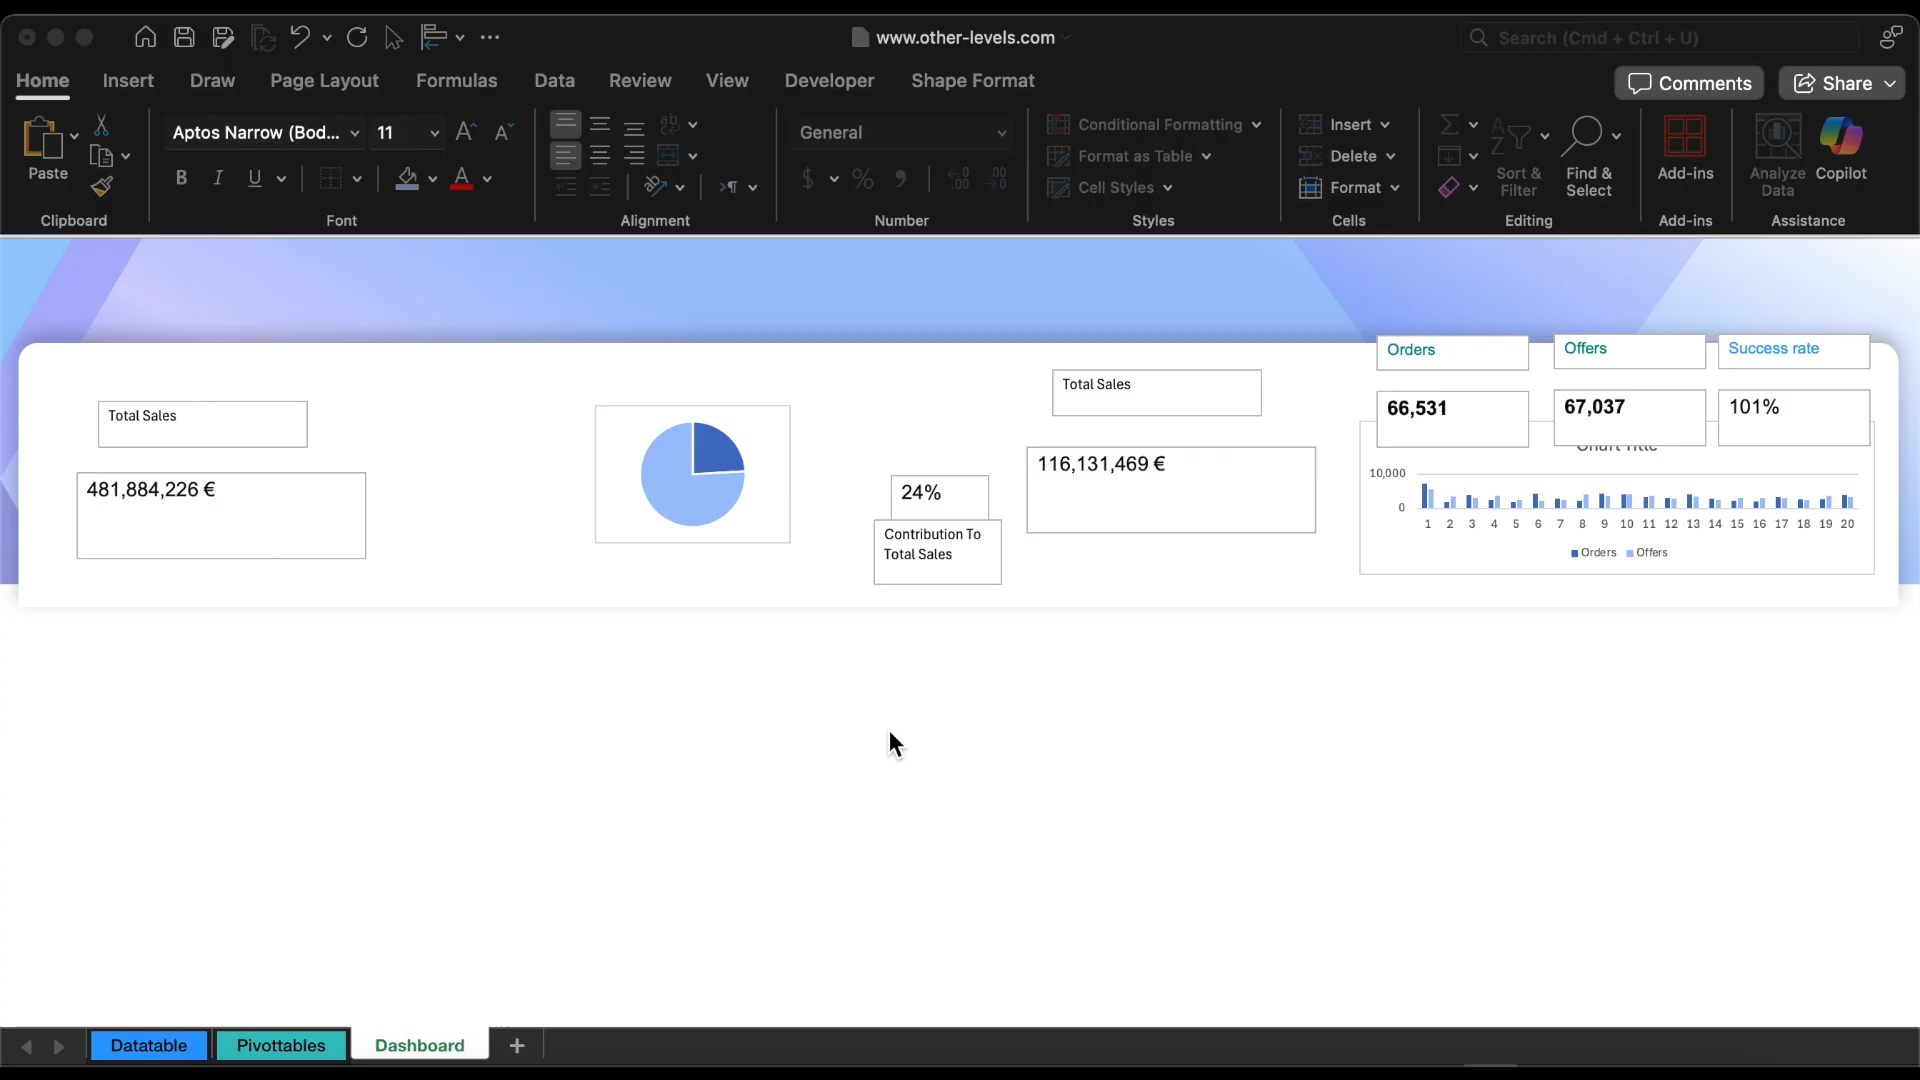 www.other-levels.com
Search (Cmd + Ctrl + U)
Home Insert Draw Page Layout Formulas Data Review View Developer Shape Format
Comments Share
Paste
Clipboard
Aptos Narrow (Bod... 11
B I U
Font
Alignment
General
Number
Conditional Formatting
Format as Table
Cell Styles
Styles
Insert
Delete
Format
Cells
Sort &
Filter
Find &
Select
Editing
Add-ins
Add-ins
Analyze
Data
Copilot
Assistance
Total Sales
481,884,226 €
24%
Contribution To
Total Sales
Total Sales
116,131,469 €
Orders Offers Success rate
66,531 67,037 101%
Chart Title
10,000
0
1 2 3 4 5 6 7 8 9 10 11 12 13 14 15 16 17 18 19 20
Orders Offers
Datatable Pivottables Dashboard